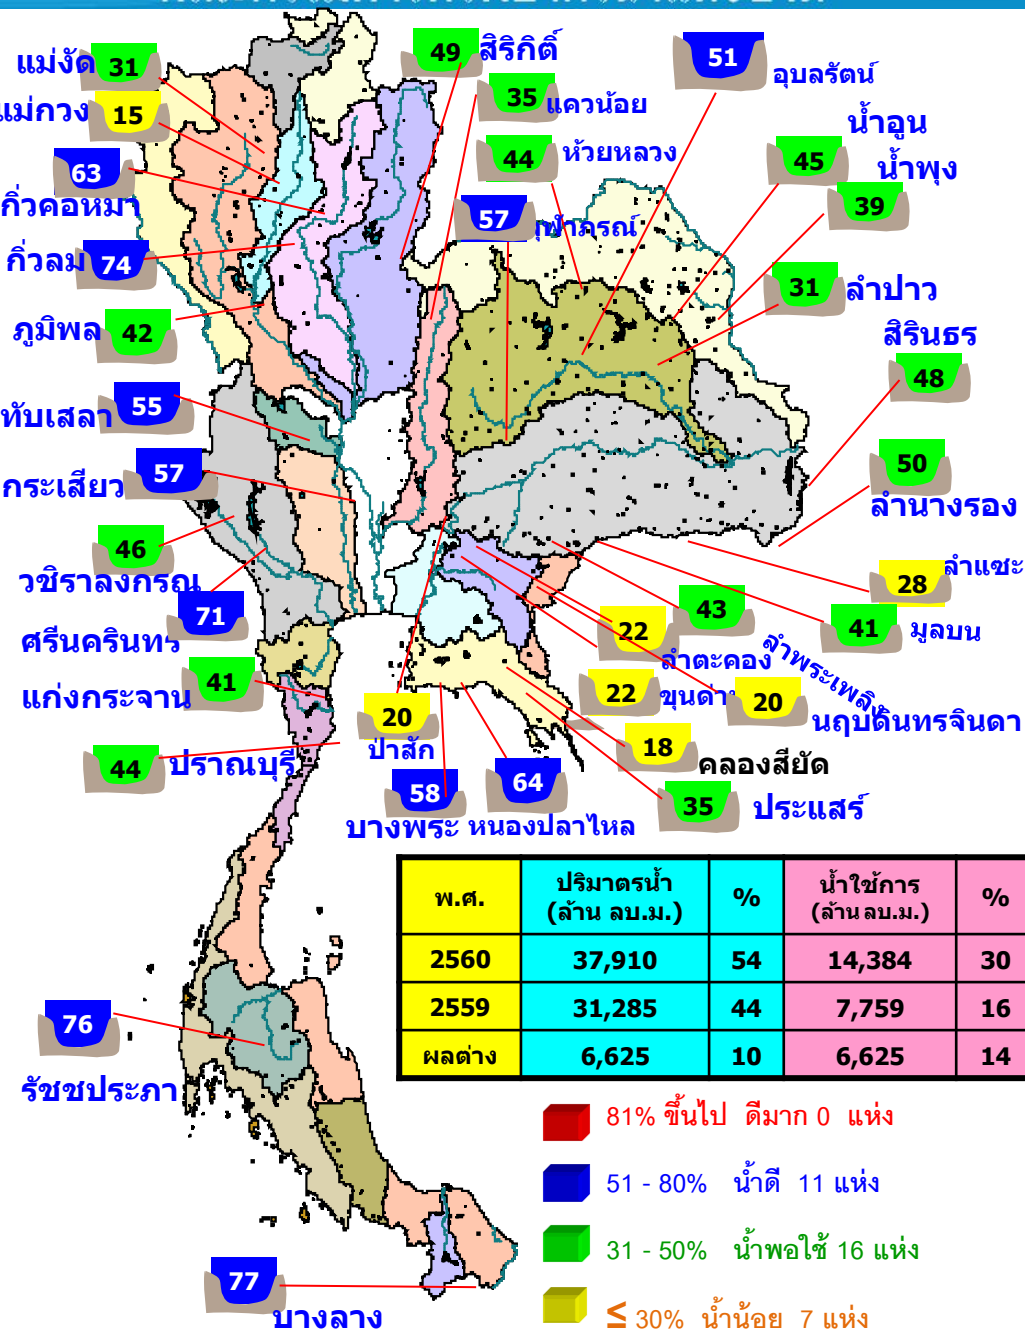 แม่งัด
31
แม่กวง
15
63
กิ่วคอหมา
กิ่วลม
74
ภูมิพล
42
ทับเสลา
55
กระเสียว
57
46
วชิราลงกรณ
71
ศรีนครินทร
แก่งกระจาน
41
44
ปราณบุรี
49
สิริกิติ์
35
แควน้อย
44
ห้วยหลวง
57
จุฬาภรณ์
51
อุบลรัตน์
น้ำอูน
45
น้ำพุง
39
31
ลำปาว
สิรินธร
48
50
ลำนางรอง
ลำแซะ
28
41
มูลบน
43
ลำพระเพลิง
22
ลำตะคอง
22
ขุนด่าน
20
นฤบดินทรจินดา
18
คลองสียัด
35
ประแสร์
20
ป่าสัก
58
บางพระ
64
หนองปลาไหล
พ.ศ. ปริมาตรน้ำ (ล้าน ลบ.ม.) % น้ำใช้การ (ล้าน ลบ.ม.) %
2560 37,910 54 14,384 30
2559 31,285 44 7,759 16
ผลต่าง 6,625 10 6,625 14
76
รัชชประภา
81% ขึ้นไป ดีมาก 0 แห่ง
51 - 80% น้ำดี 11 แห่ง
31 - 50% น้ำพอใช้ 16 แห่ง
≤ 30% น้ำน้อย 7 แห่ง
77
บางลาง